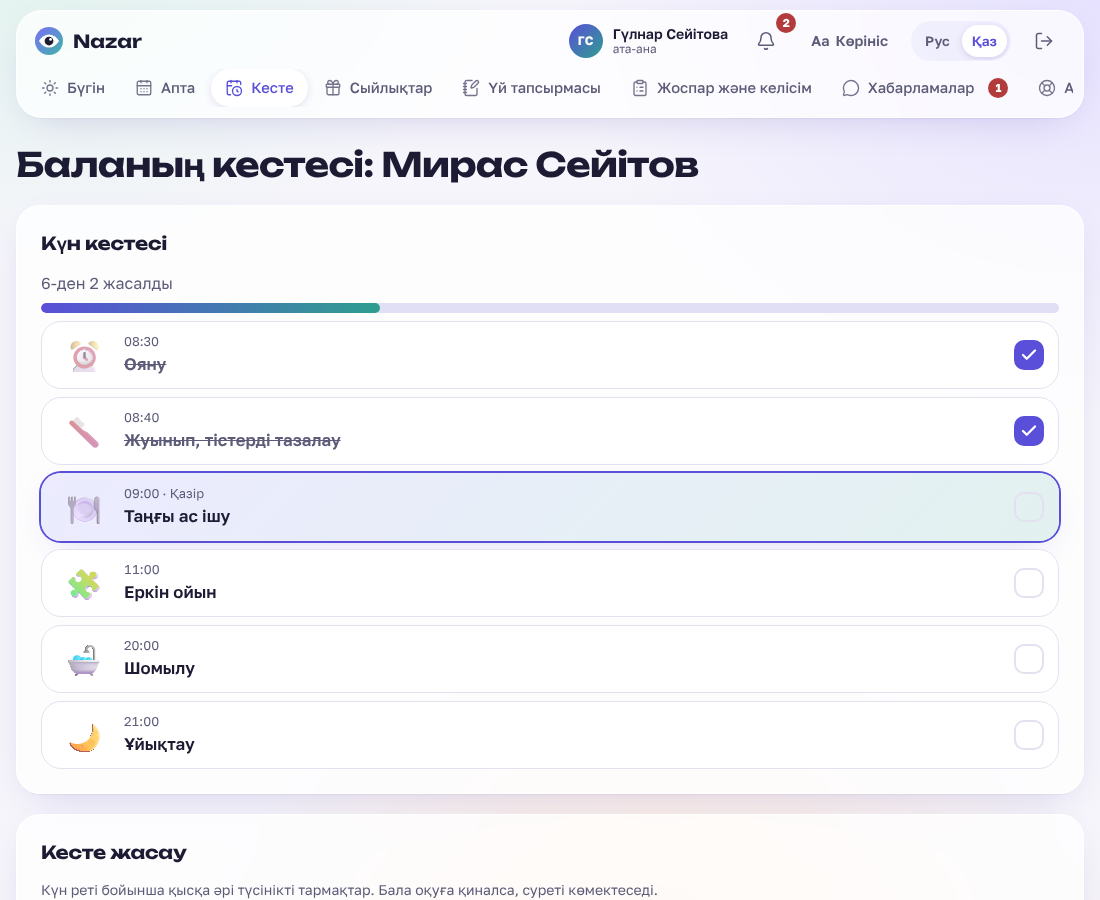 Nazar
ГС
Гүлнар Сейітова
ата-ана
2
Аа Көрініс
Рус
Қаз
Бүгін
Апта
Кесте
Сыйлықтар
Үй тапсырмасы
Жоспар және келісім
Хабарламалар
1
Баланың кестесі: Мирас Сейітов
Күн кестесі
6-ден 2 жасалды
08:30
Ояну
08:40
Жуынып, тістерді тазалау
09:00 · Қазір
Таңғы ас ішу
11:00
Еркін ойын
20:00
Шомылу
21:00
Ұйықтау
Кесте жасау
Күн реті бойынша қысқа әрі түсінікті тармақтар. Бала оқуға қиналса, суреті көмектеседі.